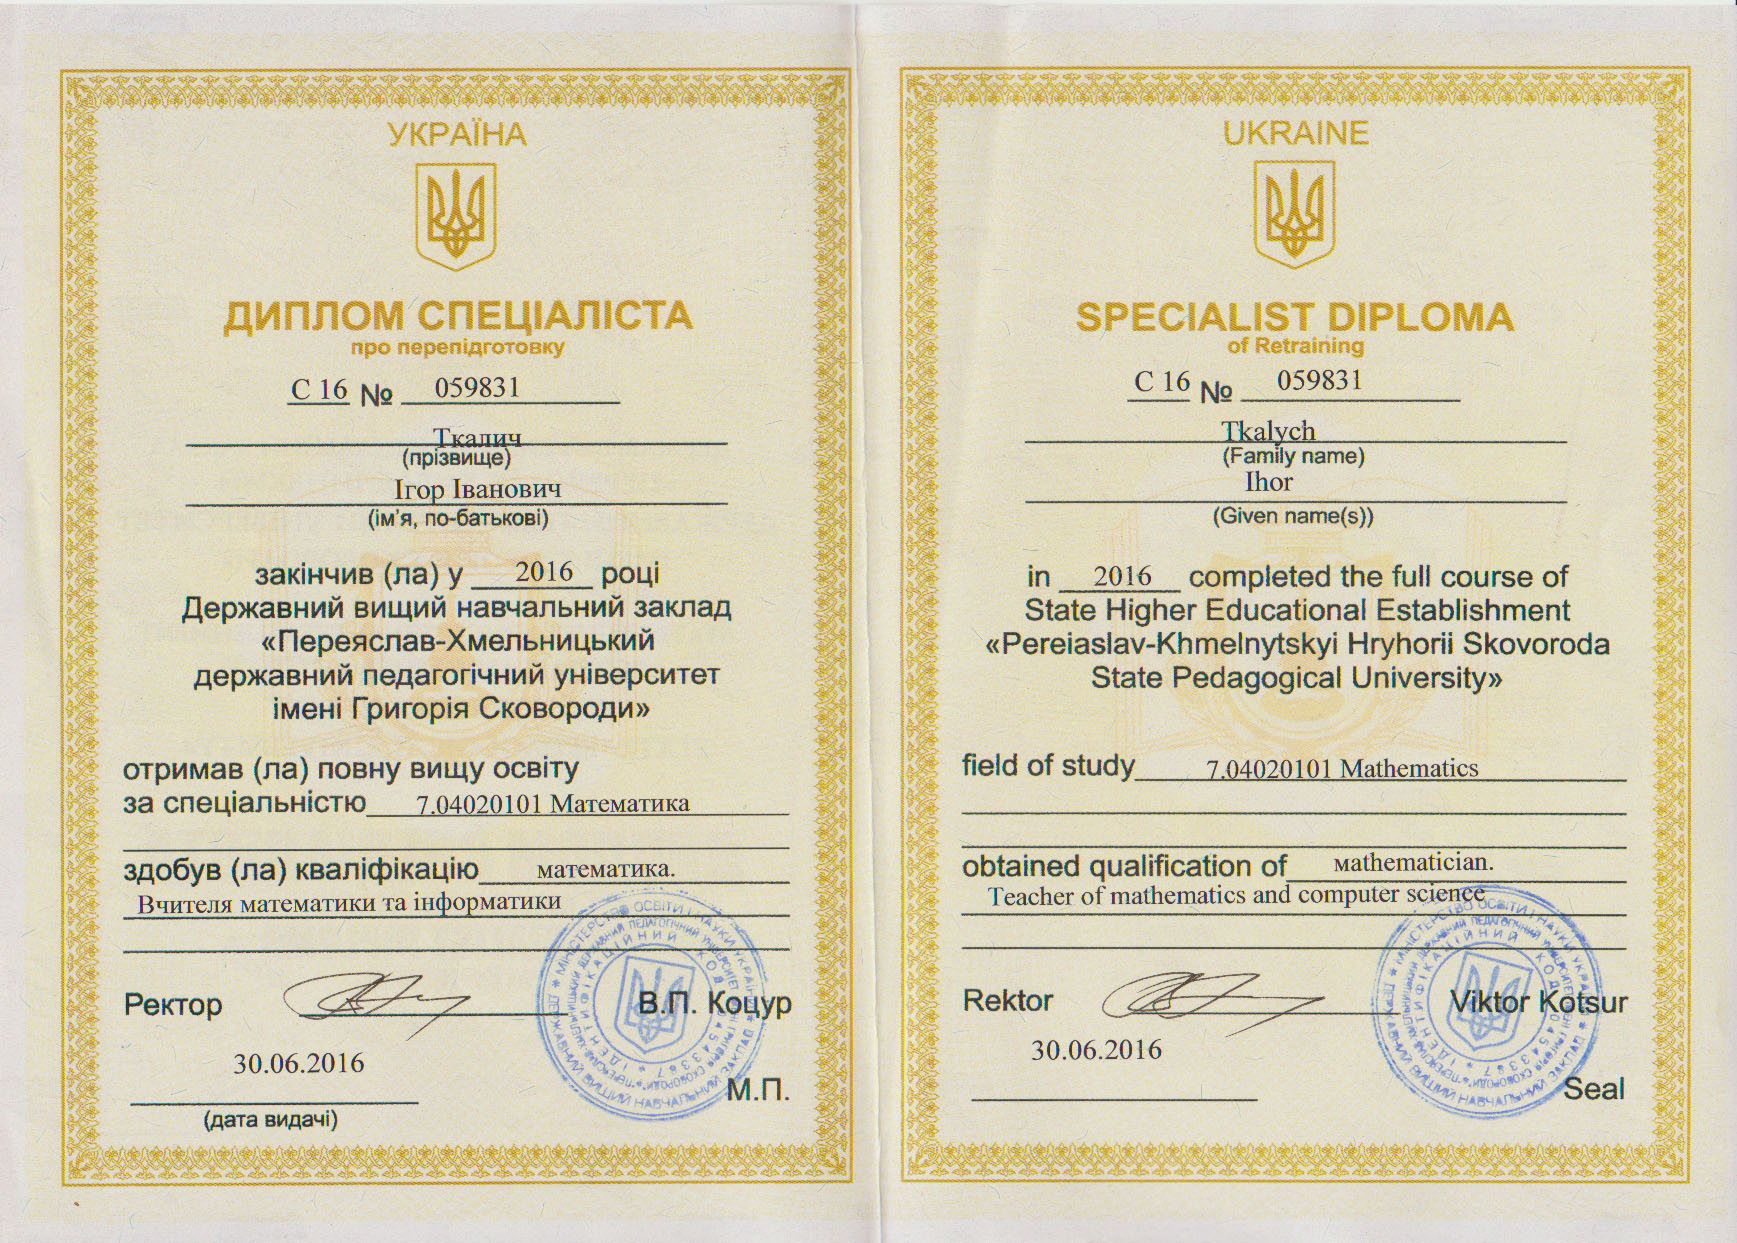 УКРАЇНА
ДИПЛОМ СПЕЦІАЛІСТА
про перепідготовку
С 16 № 059831
Ткалич
(прізвище)
Ігор Іванович
(ім'я, по-батькові)
закінчив (ла) у 2016 році
Державний вищий навчальний заклад
«Переяслав-Хмельницький
державний педагогічний університет
імені Григорія Сковороди»
отримав (ла) повну вищу освіту
за спеціальністю 7.04020101 Математика
здобув (ла) кваліфікацію математика.
Вчителя математики та інформатики
Ректор В.П. Коцур
30.06.2016
М.П.
(дата видачі)
UKRAINE
SPECIALIST DIPLOMA
of Retraining
C 16 № 059831
Tkalych
(Family name)
Ihor
(Given name(s))
in 2016 completed the full course of
State Higher Educational Establishment
«Pereiaslav-Khmelnytskyi Hryhorii Skovoroda
State Pedagogical University»
field of study 7.04020101 Mathematics
obtained qualification of mathematician.
Teacher of mathematics and computer science
Rektor Viktor Kotsur
30.06.2016
Seal